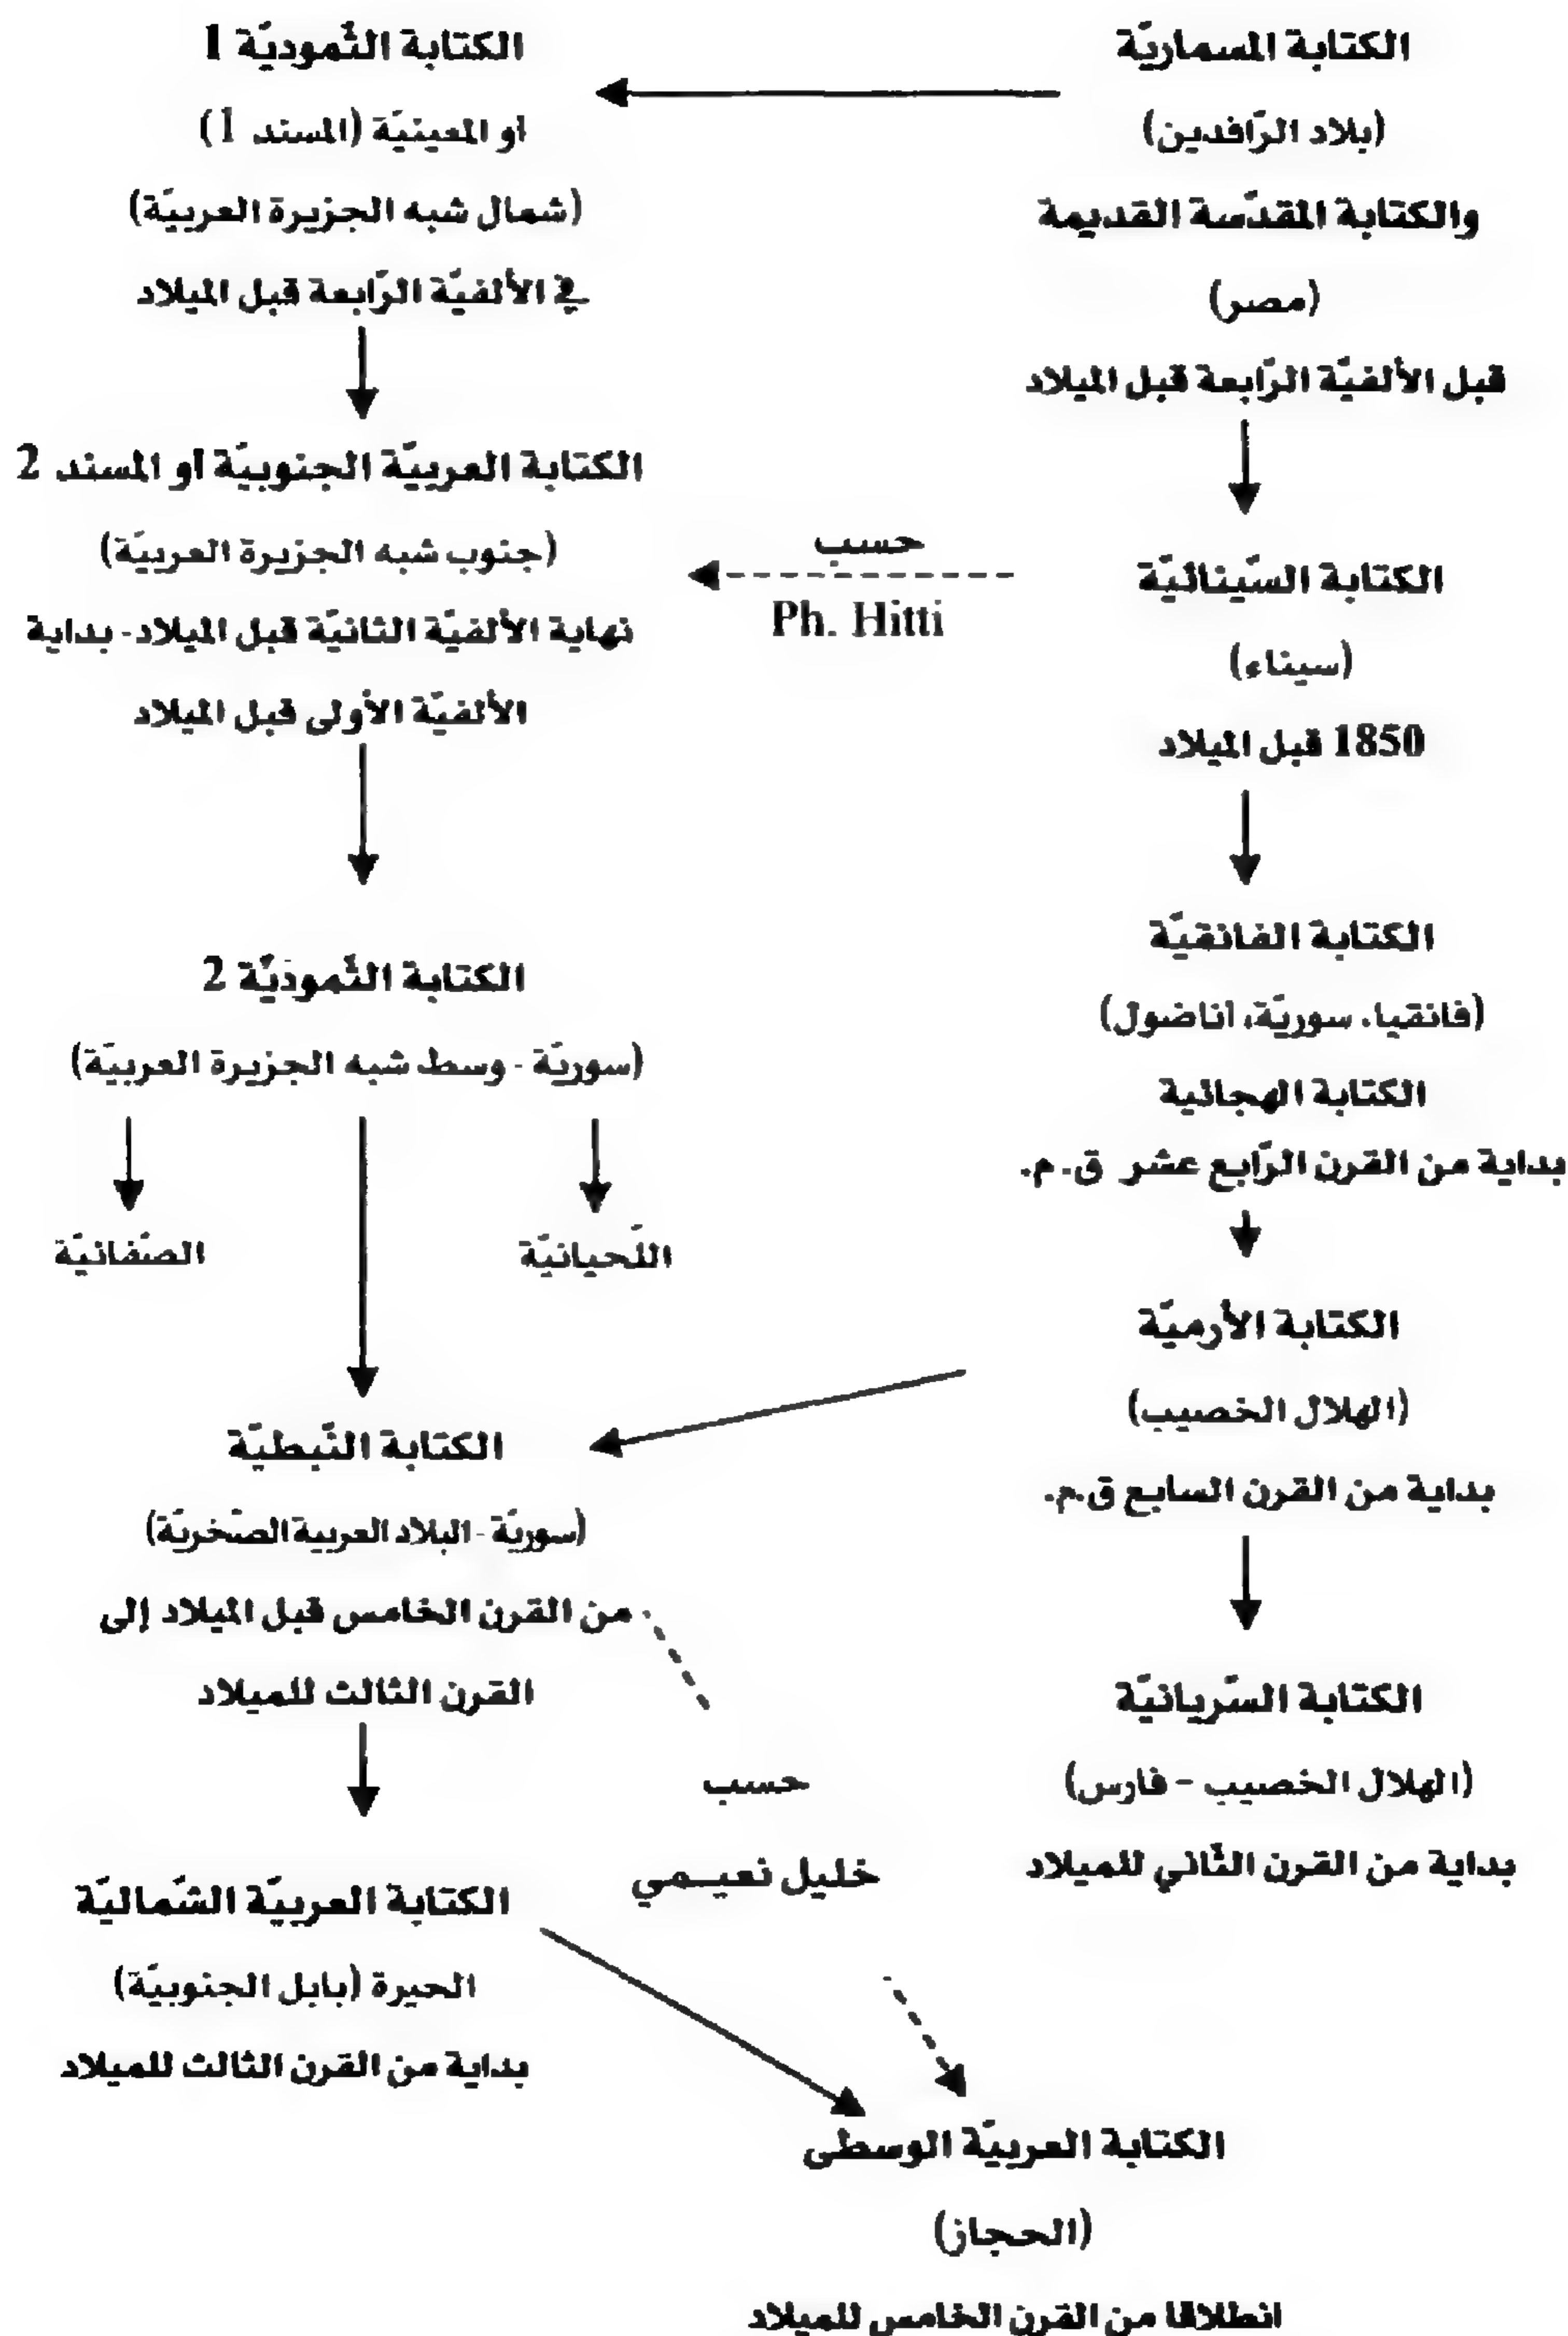 الكتابة المسماريّة
(بلاد الرّافدين)
والكتابة المقدّسة القديمة
(مصر)
قبل الألفيّة الرّابعة قبل الميلاد
الكتابة السّينائيّة
(سيناء)
1850 قبل الميلاد
الكتابة الفانقيّة
(فانقيا، سوريّة، اناضول)
الكتابة الهجائية
بداية من القرن الرّابع عشر ق.م.
الكتابة الأرميّة
(الهلال الخصيب)
بداية من القرن السابع ق.م.
الكتابة السّريانيّة
(الهلال الخصيب - فارس)
بداية من القرن الثّاني للميلاد
الكتابة الثّموديّة 1
او المعينيّة (المسند 1)
(شمال شبه الجزيرة العربيّة)
في الألفيّة الرّابعة قبل الميلاد
الكتابة العربيّة الجنوبيّة أو المسند 2
(جنوب شبه الجزيرة العربيّة)
نهاية الألفيّة الثانيّة قبل الميلاد - بداية
الألفيّة الأولى قبل الميلاد
حسب
Ph. Hitti
الكتابة الثّموديّة 2
(سوريّة - وسط شبه الجزيرة العربيّة)
اللّحيانيّة
الصّفانيّة
الكتابة النّبطيّة
(سوريّة - البلاد العربية الصّخريّة)
من القرن الخامس قبل الميلاد إلى
القرن الثالث للميلاد
حسب
خليل نعيمي
الكتابة العربيّة الشّماليّة
الحيرة (بابل الجنوبيّة)
بداية من القرن الثالث للميلاد
الكتابة العربيّة الوسطى
(الحجاز)
انطلاقا من القرن الخامس للميلاد